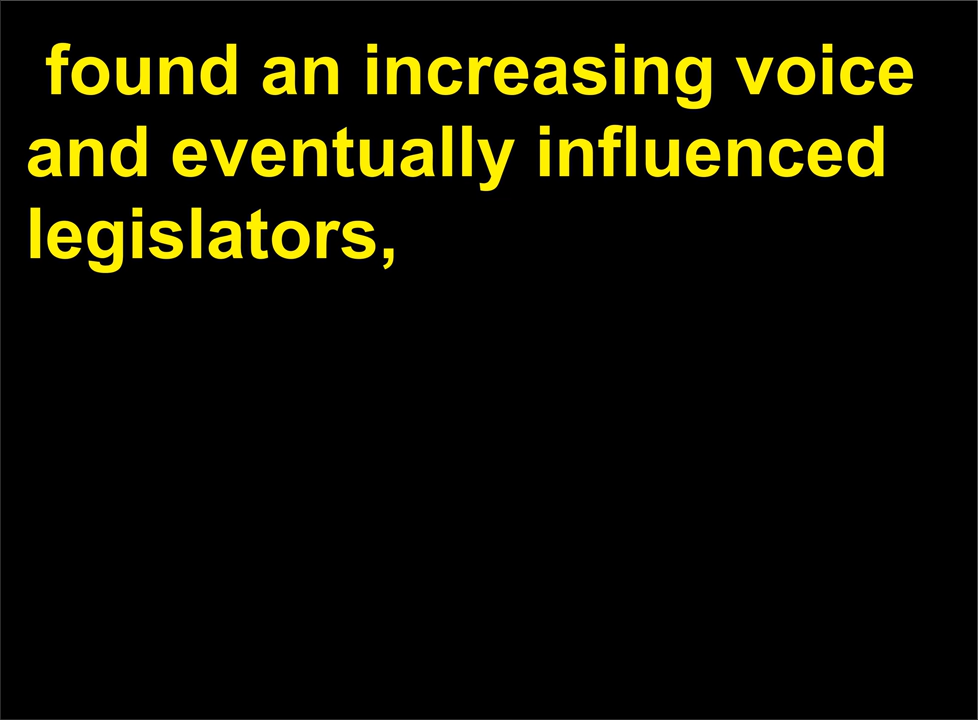 found an increasing voice
and eventually influenced
legislators,